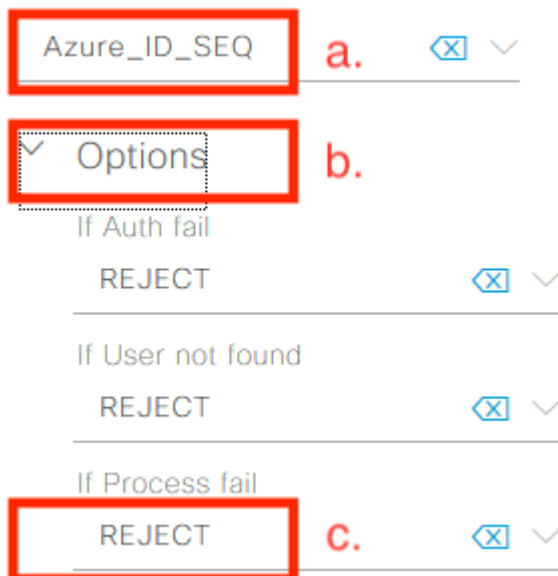 Azure_ID_SEQ a.
Options b.
If Auth fail
REJECT
If User not found
REJECT
If Process fail
REJECT c.